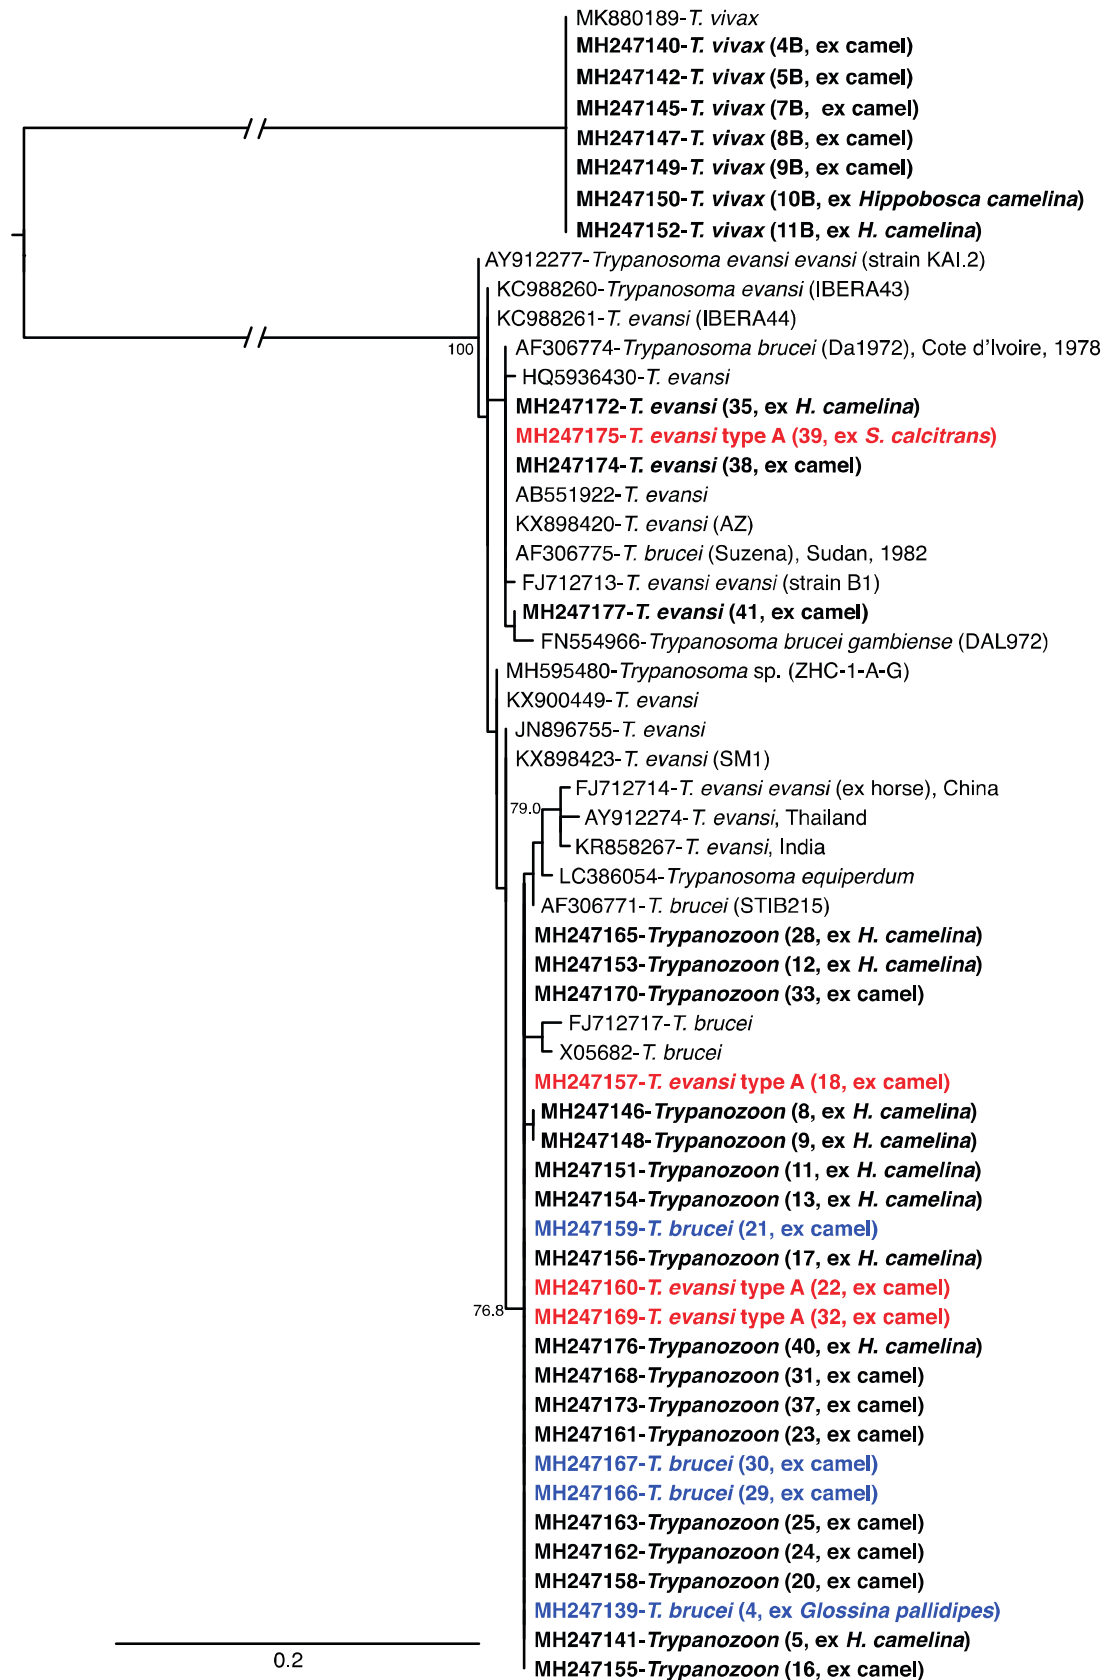 MK880189-T. vivax
MH247140-T. vivax (4B, ex camel)
MH247142-T. vivax (5B, ex camel)
MH247145-T. vivax (7B, ex camel)
MH247147-T. vivax (8B, ex camel)
MH247149-T. vivax (9B, ex camel)
MH247150-T. vivax (10B, ex Hippobosca camelina)
MH247152-T. vivax (11B, ex H. camelina)
AY912277-Trypanosoma evansi evansi (strain KAI.2)
KC988260-Trypanosoma evansi (IBERA43)
KC988261-T. evansi (IBERA44)
100
AF306774-Trypanosoma brucei (Da1972), Cote d'Ivoire, 1978
HQ5936430-T. evansi
MH247172-T. evansi (35, ex H. camelina)
MH247175-T. evansi type A (39, ex S. calcitrans)
MH247174-T. evansi (38, ex camel)
AB551922-T. evansi
KX898420-T. evansi (AZ)
AF306775-T. brucei (Suzena), Sudan, 1982
FJ712713-T. evansi evansi (strain B1)
MH247177-T. evansi (41, ex camel)
FN554966-Trypanosoma brucei gambiense (DAL972)
MH595480-Trypanosoma sp. (ZHC-1-A-G)
KX900449-T. evansi
JN896755-T. evansi
KX898423-T. evansi (SM1)
FJ712714-T. evansi evansi (ex horse), China
79.0
AY912274-T. evansi, Thailand
KR858267-T. evansi, India
LC386054-Trypanosoma equiperdum
AF306771-T. brucei (STIB215)
MH247165-Trypanozoon (28, ex H. camelina)
MH247153-Trypanozoon (12, ex H. camelina)
MH247170-Trypanozoon (33, ex camel)
FJ712717-T. brucei
X05682-T. brucei
MH247157-T. evansi type A (18, ex camel)
MH247146-Trypanozoon (8, ex H. camelina)
MH247148-Trypanozoon (9, ex H. camelina)
MH247151-Trypanozoon (11, ex H. camelina)
MH247154-Trypanozoon (13, ex H. camelina)
MH247159-T. brucei (21, ex camel)
MH247156-Trypanozoon (17, ex H. camelina)
MH247160-T. evansi type A (22, ex camel)
76.8
MH247169-T. evansi type A (32, ex camel)
MH247176-Trypanozoon (40, ex H. camelina)
MH247168-Trypanozoon (31, ex camel)
MH247173-Trypanozoon (37, ex camel)
MH247161-Trypanozoon (23, ex camel)
MH247167-T. brucei (30, ex camel)
MH247166-T. brucei (29, ex camel)
MH247163-Trypanozoon (25, ex camel)
MH247162-Trypanozoon (24, ex camel)
MH247158-Trypanozoon (20, ex camel)
MH247139-T. brucei (4, ex Glossina pallidipes)
MH247141-Trypanozoon (5, ex H. camelina)
0.2
MH247155-Trypanozoon (16, ex camel)